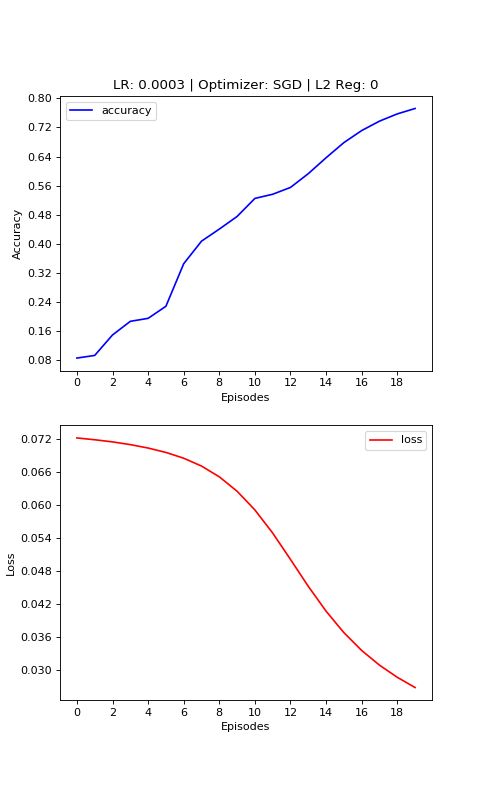 LR: 0.0003 | Optimizer: SGD | L2 Reg: 0
accuracy
0.80
0.72
0.64
0.56
0.48
0.40
0.32
0.24
0.16
0.08
Accuracy
0 2 4 6 8 10 12 14 16 18
Episodes
loss
0.072
0.066
0.060
0.054
0.048
0.042
0.036
0.030
Loss
0 2 4 6 8 10 12 14 16 18
Episodes